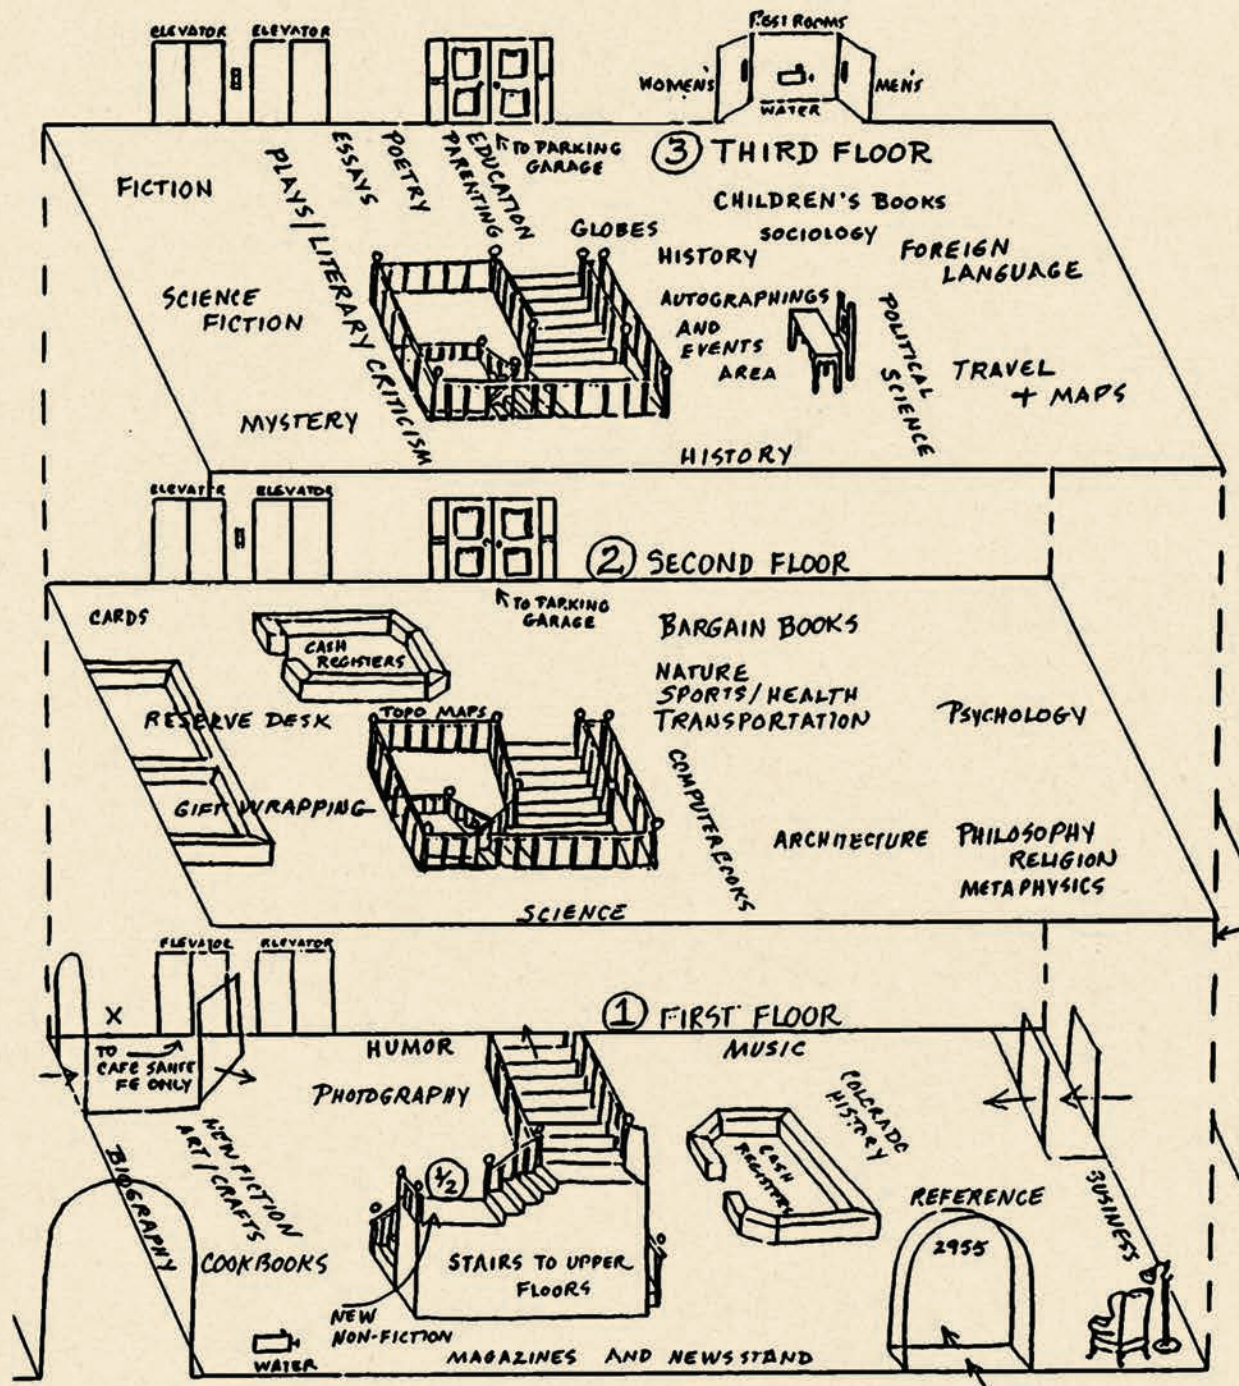 ELEVATOR
ELEVATOR
REST ROOMS
WOMEN'S
MEN'S
WATER
TO PARKING
GARAGE
③ THIRD FLOOR
FICTION
PLAYS/LITERARY CRITICISM
ESSAYS
POETRY
EDUCATION
PARENTING
GLOBES
CHILDREN'S BOOKS
SOCIOLOGY
HISTORY
FOREIGN
LANGUAGE
SCIENCE
FICTION
AUTOGRAPHINGS
AND
EVENTS
AREA
POLITICAL
SCIENCE
TRAVEL
+ MAPS
MYSTERY
HISTORY
ELEVATOR
ELEVATOR
② SECOND FLOOR
TO PARKING
GARAGE
CARDS
CASH
REGISTERS
BARGAIN BOOKS
NATURE
SPORTS/HEALTH
TRANSPORTATION
RESERVE DESK
TOPO MAPS
PSYCHOLOGY
GIFT WRAPPING
COMPUTER BOOKS
ARCHITECTURE
PHILOSOPHY
RELIGION
METAPHYSICS
SCIENCE
ELEVATOR
ELEVATOR
① FIRST FLOOR
X
TO
CAFE SANTE
FE ONLY
HUMOR
MUSIC
PHOTOGRAPHY
COLORADO
HISTORY
NEW FICTION
ART/CRAFTS
BIOGRAPHY
½
CASH
REGISTERS
REFERENCE
BUSINESS
2955
COOKBOOKS
STAIRS TO UPPER
FLOORS
NEW
NON-FICTION
WATER
MAGAZINES AND NEWSSTAND